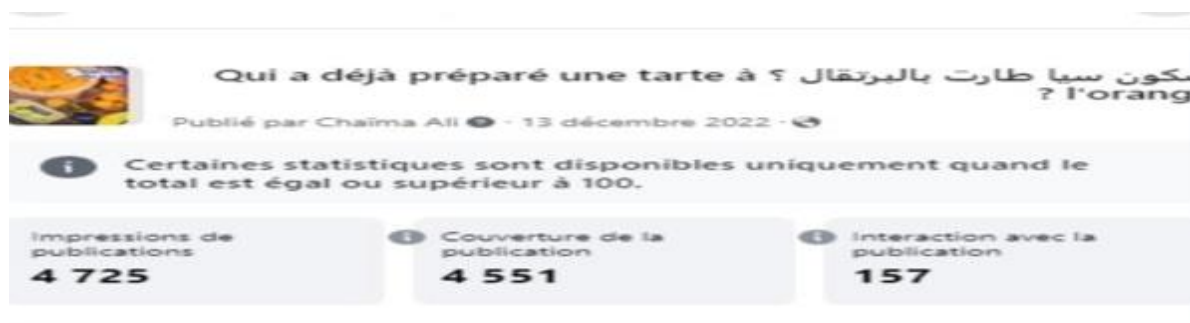 شكون سيا طارت بالبرتقال ؟ Qui a déjà préparé une tarte à
l'orang ?
Publié par Chaïma Ali · 13 décembre 2022 ·
Certaines statistiques sont disponibles uniquement quand le
total est égal ou supérieur à 100.
Impressions de
publications
4 725
Couverture de la
publication
4 551
Interaction avec la
publication
157